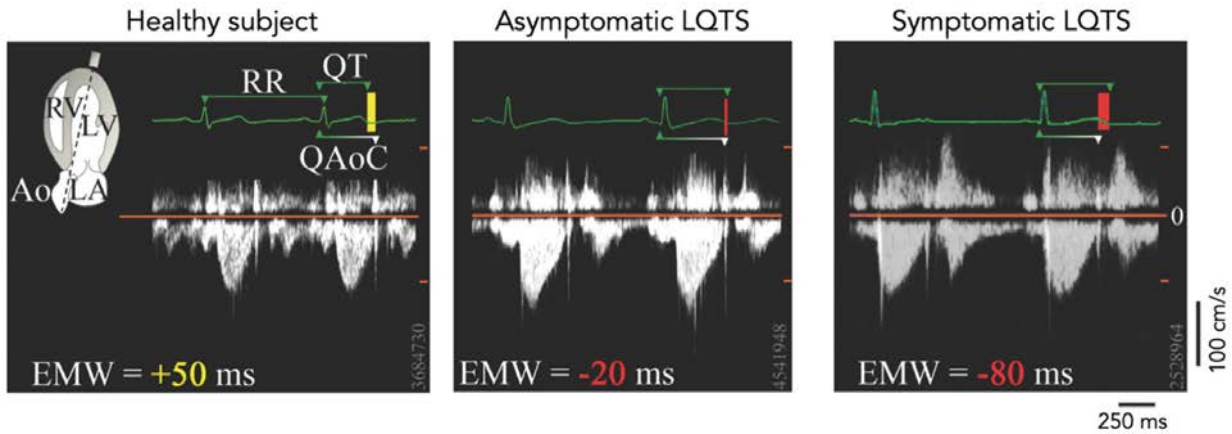 Healthy subject
Asymptomatic LQTS
Symptomatic LQTS
QT
RR
RV
LV
QAoC
Ao
LA
0
EMW = +50 ms
3684730
EMW = -20 ms
4541948
EMW = -80 ms
2528964
100 cm/s
250 ms